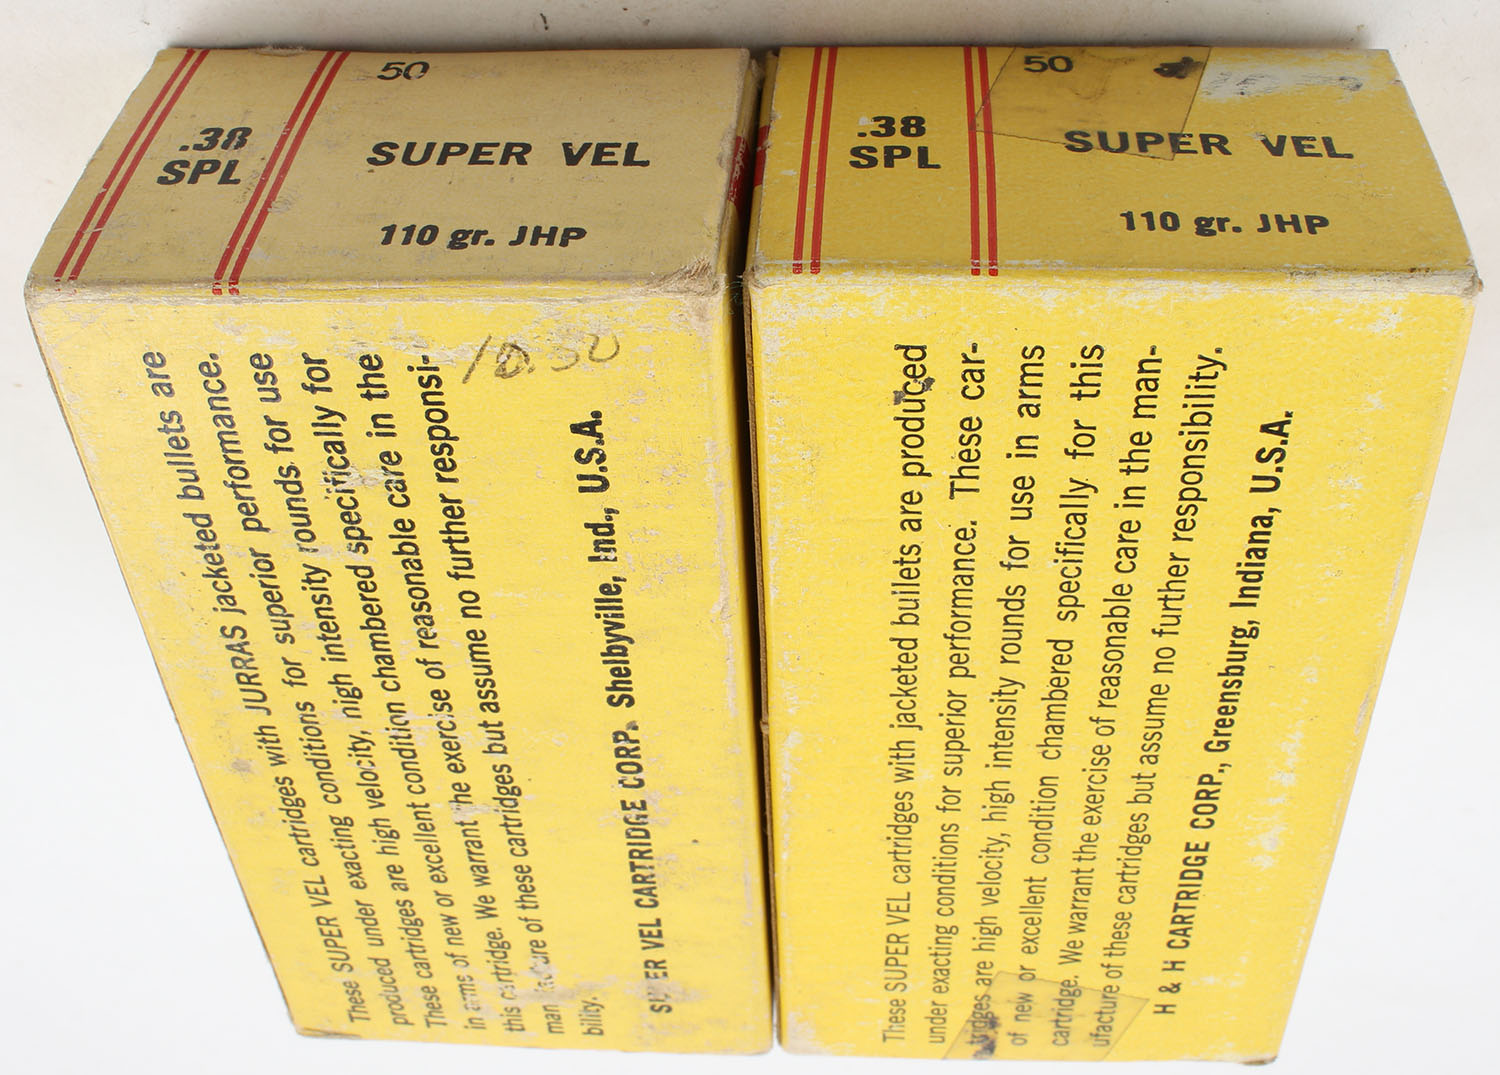 50
.38
SPL
SUPER VEL
110 gr. JHP
10.50
These SUPER VEL cartridges with JURRAS jacketed bullets are
produced under exacting conditions for superior performance.
These cartridges are high velocity, high intensity rounds for use
in arms of new or excellent condition chambered specifically for
this cartridge. We warrant the exercise of reasonable care in the
manufacture of these cartridges but assume no further responsi-
bility.
SUPER VEL CARTRIDGE CORP. Shelbyville, Ind., U.S.A.
50
.38
SPL
SUPER VEL
110 gr. JHP
These SUPER VEL cartridges with jacketed bullets are produced
under exacting conditions for superior performance. These car-
tridges are high velocity, high intensity rounds for use in arms
of new or excellent condition chambered specifically for this
cartridge. We warrant the exercise of reasonable care in the man-
ufacture of these cartridges but assume no further responsibility.
H & H CARTRIDGE CORP., Greensburg, Indiana, U.S.A.